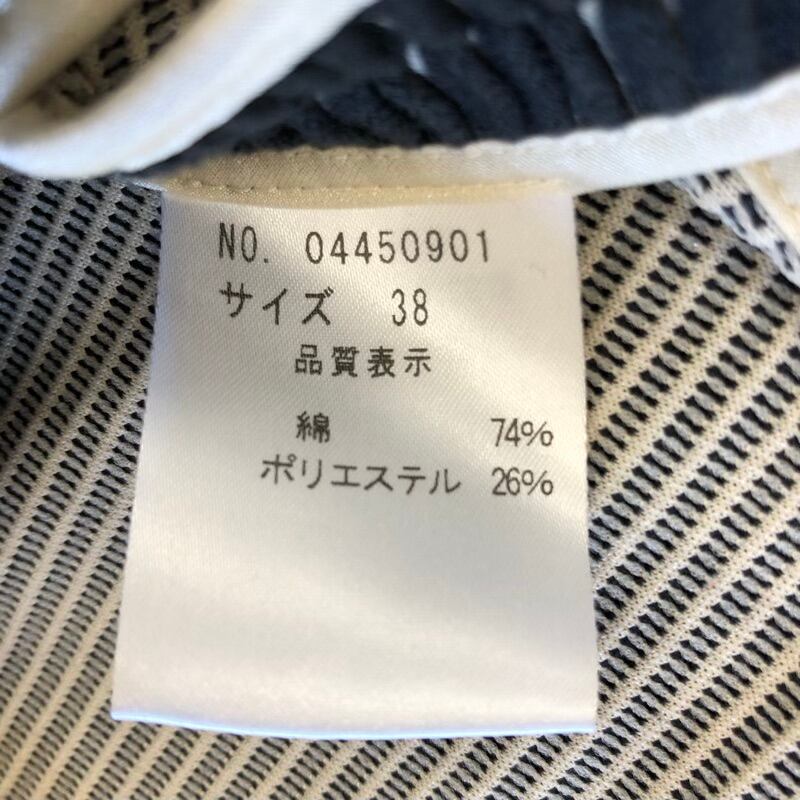 NO. 04450901
サイズ 38
品質表示
綿 74%
ポリエステル 26%